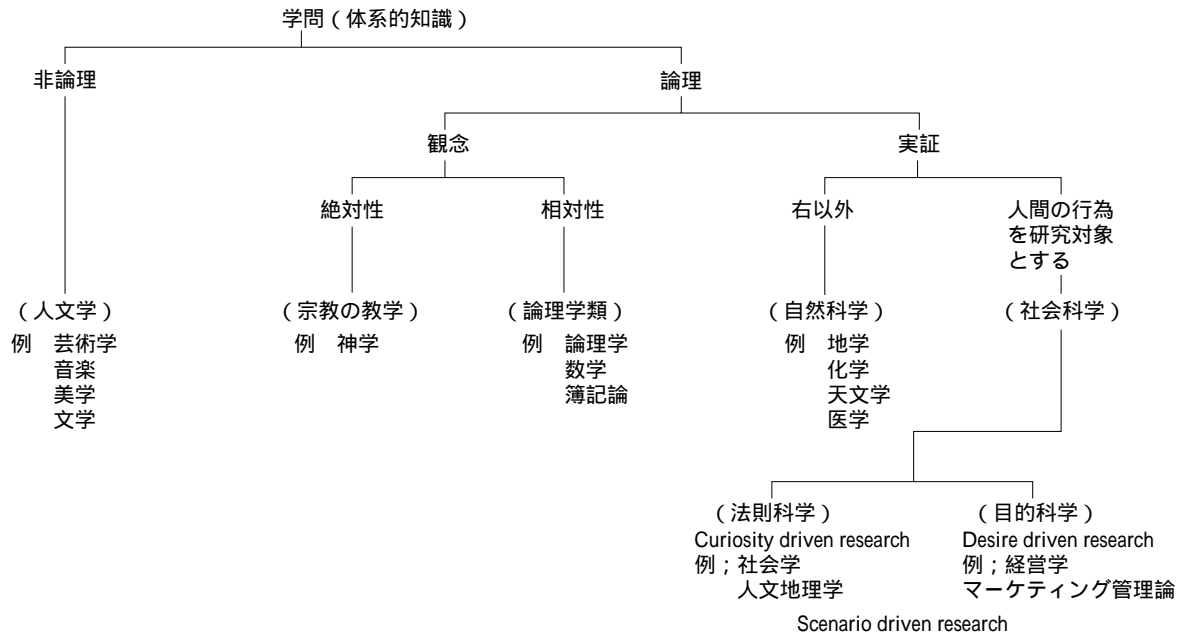 学問(体系的知識)
非論理
論理
観念
実証
絶対性
相対性
右以外
人間の行為
を研究対象
とする
(人文学)
例 芸術学
音楽
美学
文学
(宗教の教学)
例 神学
(論理学類)
例 論理学
数学
簿記論
(自然科学)
例 地学
化学
天文学
医学
(社会科学)
(法則科学)
Curiosity driven research
例;社会学
人文地理学
(目的科学)
Desire driven research
例;経営学
マーケティング管理論
Scenario driven research